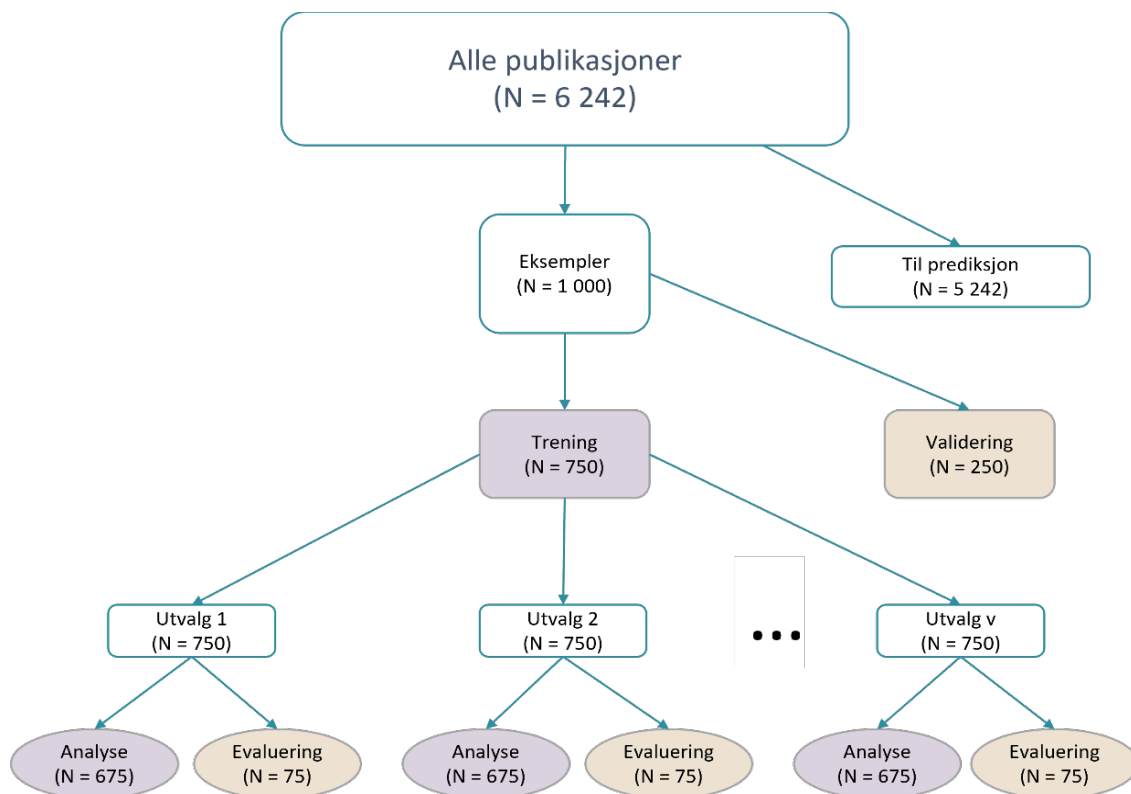 Alle publikasjoner
(N = 6 242)
Eksempler
(N = 1 000)
Til prediksjon
(N = 5 242)
Trening
(N = 750)
Validering
(N = 250)
Utvalg 1
(N = 750)
Utvalg 2
(N = 750)
...
Utvalg v
(N = 750)
Analyse
(N = 675)
Evaluering
(N = 75)
Analyse
(N = 675)
Evaluering
(N = 75)
Analyse
(N = 675)
Evaluering
(N = 75)